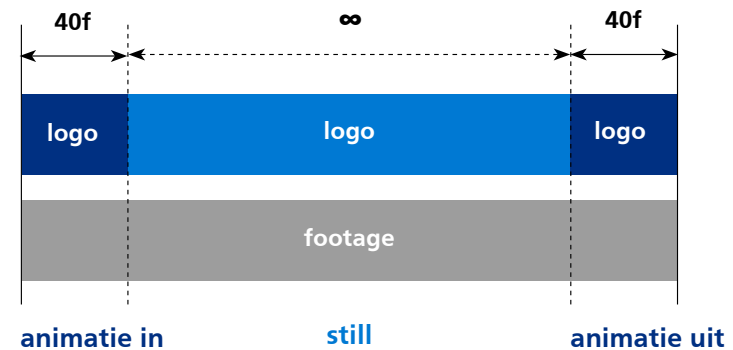 40f ∞ 40f
logo logo logo
footage
animatie in still animatie uit